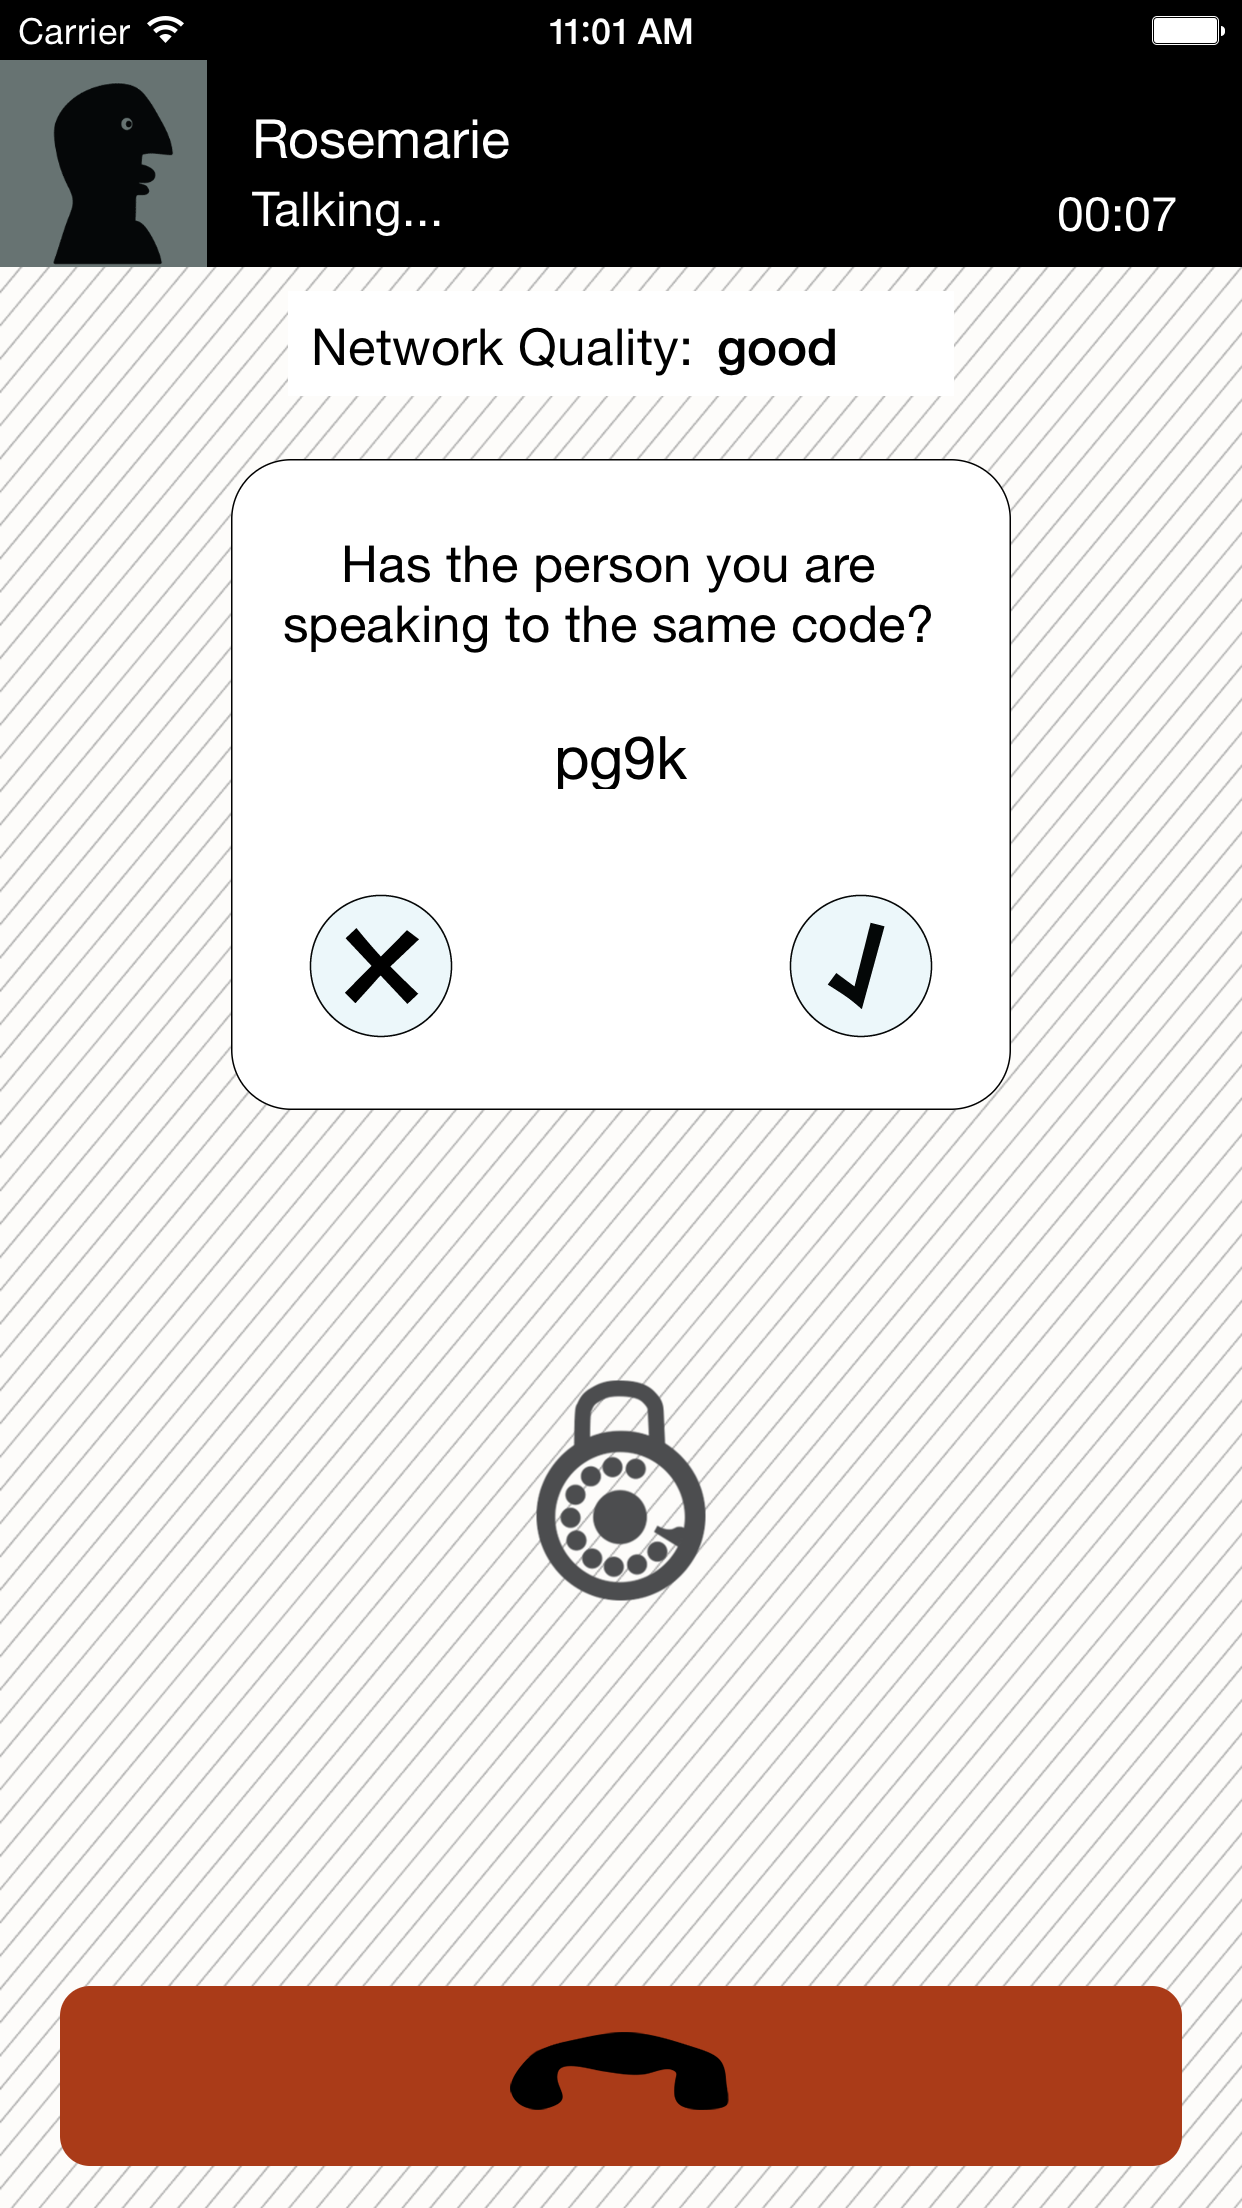 Carrier
11:01 AM
Rosemarie
Talking...
00:07
Network Quality: good
Has the person you are
speaking to the same code?
pg9k